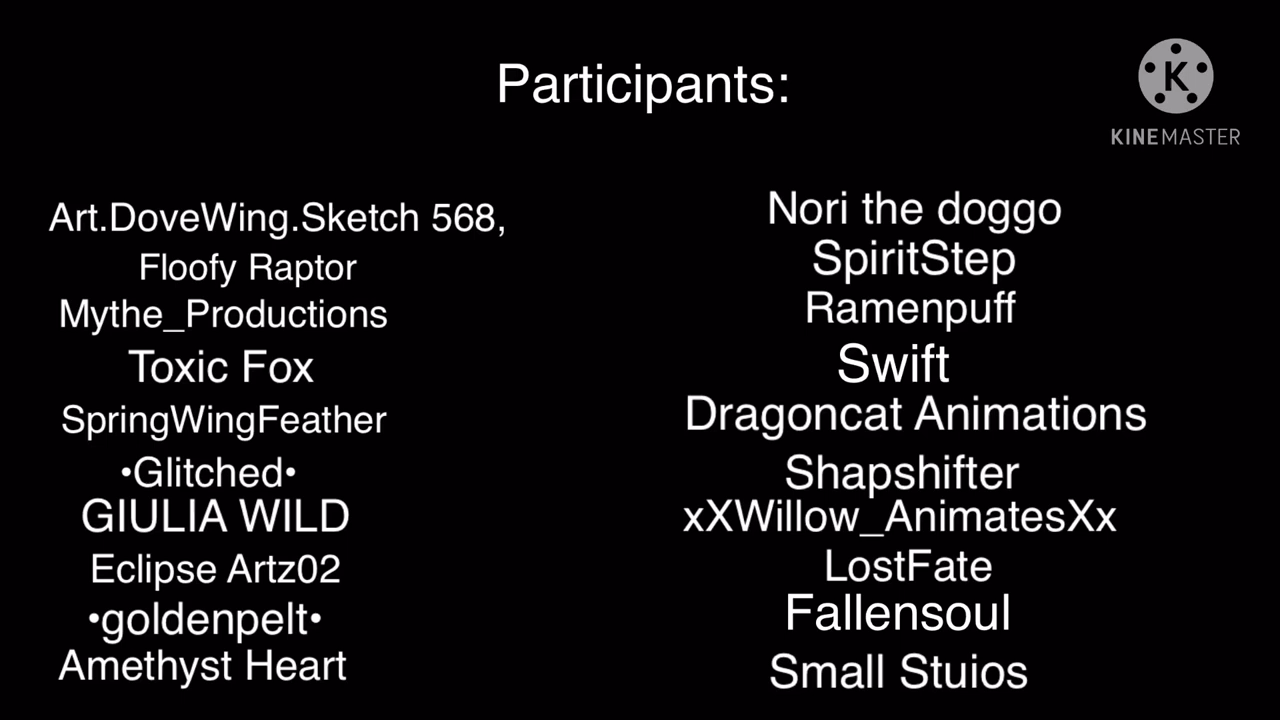 Participants:
K
KINEMASTER
Art.DoveWing.Sketch 568,
Floofy Raptor
Mythe_Productions
Toxic Fox
SpringWingFeather
•Glitched•
GIULIA WILD
Eclipse Artz02
•goldenpelt•
Amethyst Heart
Nori the doggo
SpiritStep
Ramenpuff
Swift
Dragoncat Animations
Shapshifter
xXWillow_AnimatesXx
LostFate
Fallensoul
Small Stuios